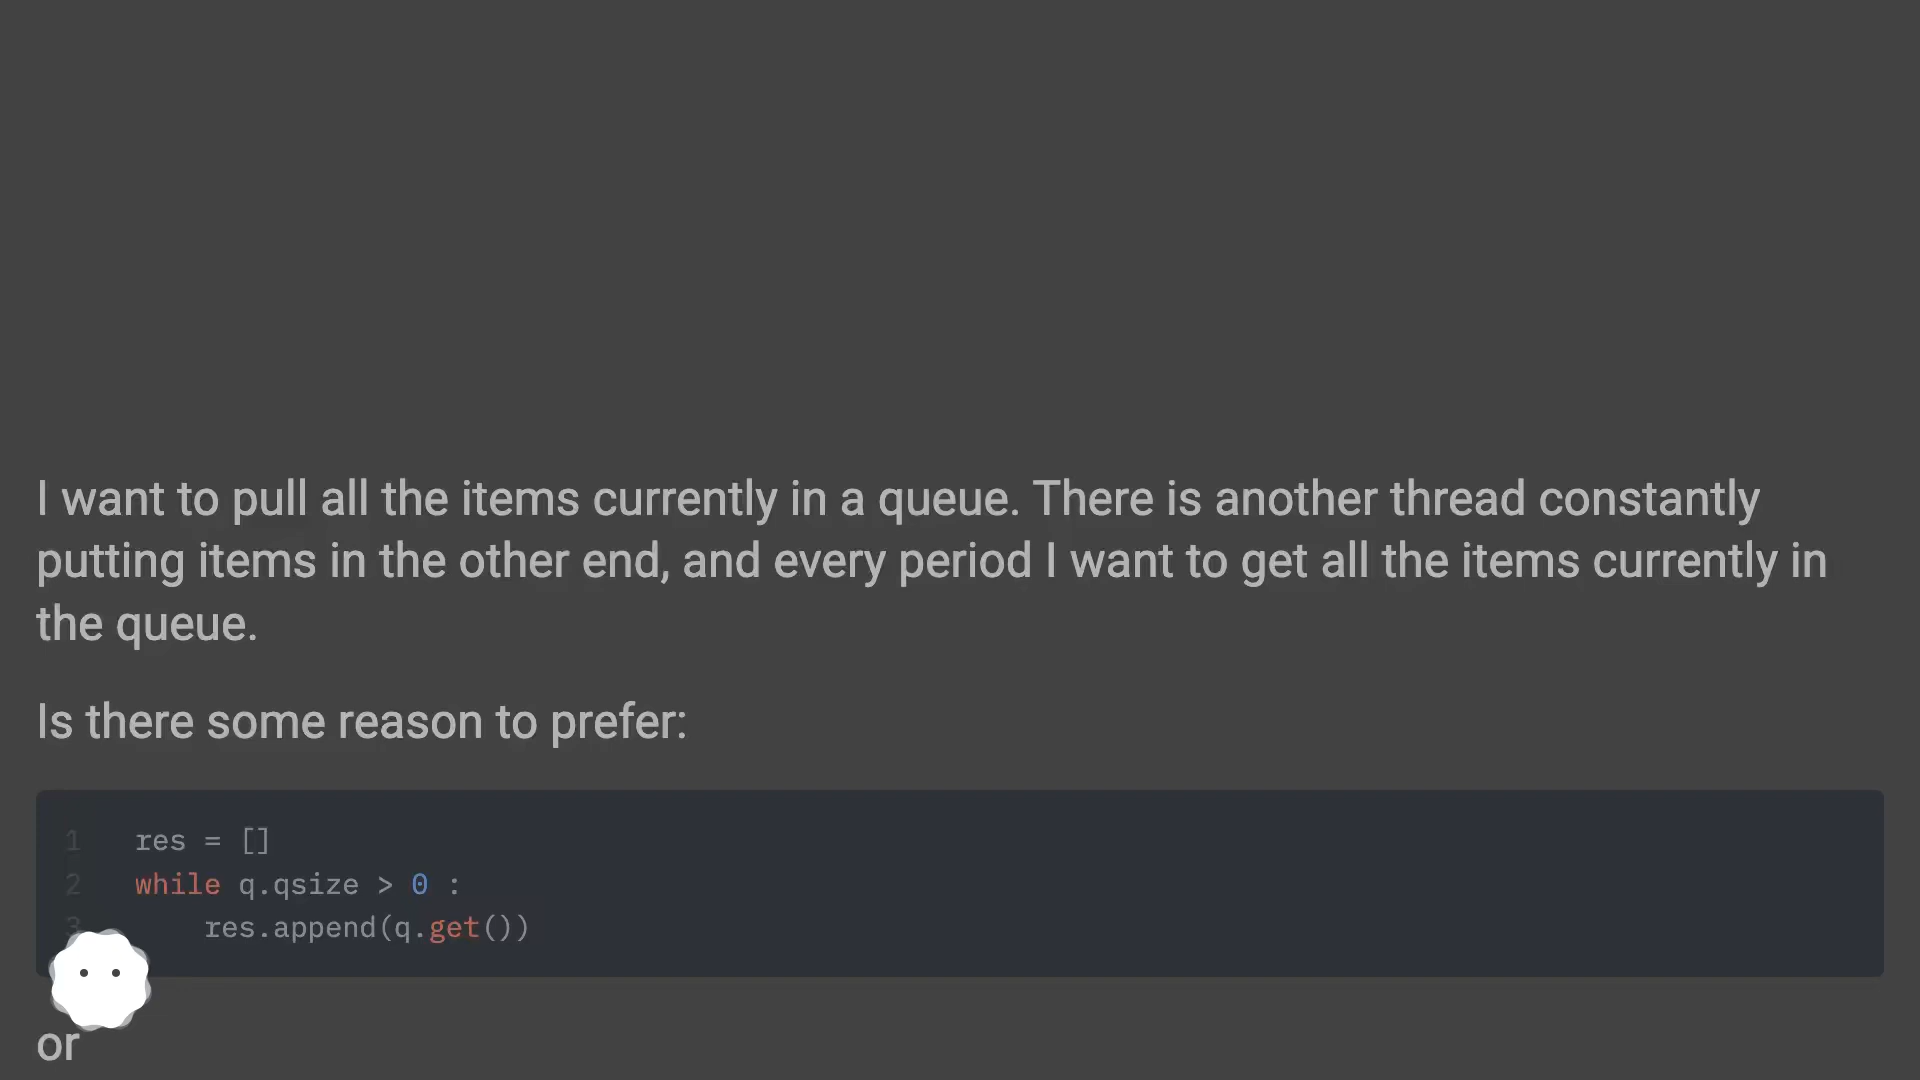 I want to pull all the items currently in a queue. There is another thread constantly
putting items in the other end, and every period I want to get all the items currently in
the queue.
Is there some reason to prefer:
1 res = []
2 while q.qsize > 0 :
3 res.append(q.get())
or